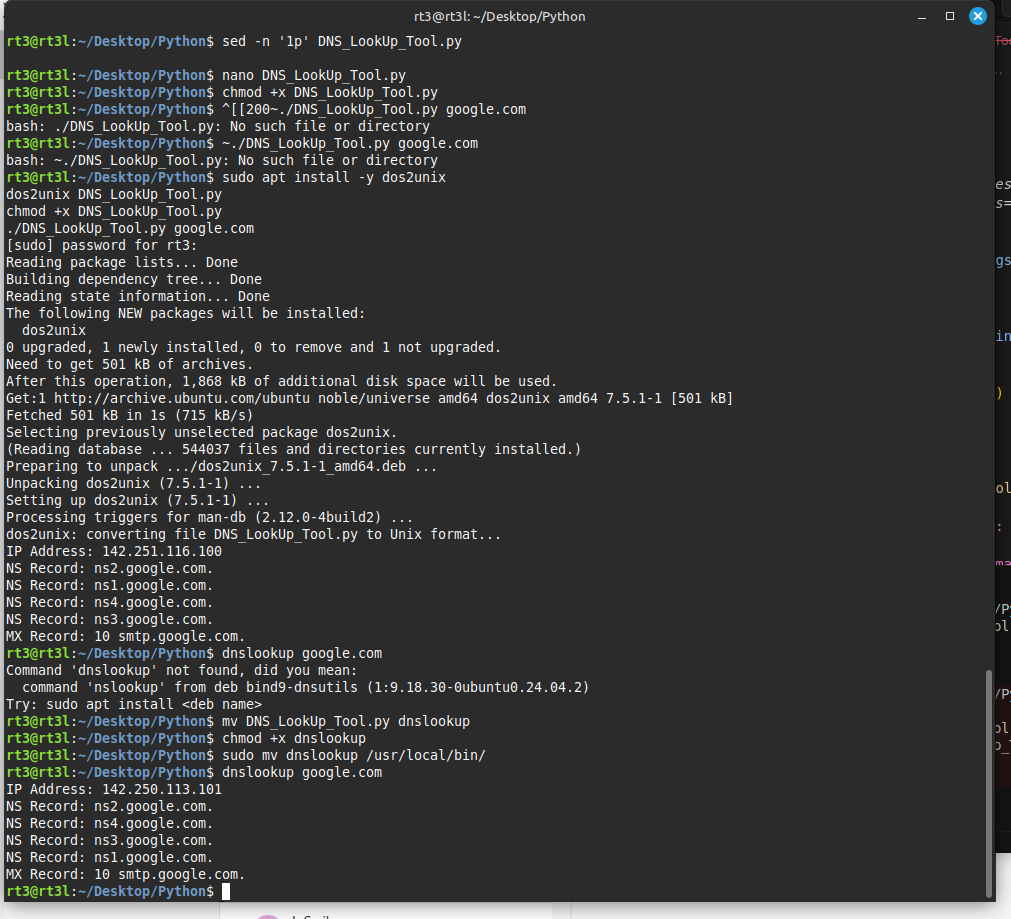 rt3@rt3l: ~/Desktop/Python
rt3@rt3l:~/Desktop/Python$ sed -n '1p' DNS_LookUp_Tool.py
rt3@rt3l:~/Desktop/Python$ nano DNS_LookUp_Tool.py
rt3@rt3l:~/Desktop/Python$ chmod +x DNS_LookUp_Tool.py
rt3@rt3l:~/Desktop/Python$ ^[[200~./DNS_LookUp_Tool.py google.com
bash: ./DNS_LookUp_Tool.py: No such file or directory
rt3@rt3l:~/Desktop/Python$ ~./DNS_LookUp_Tool.py google.com
bash: ~./DNS_LookUp_Tool.py: No such file or directory
rt3@rt3l:~/Desktop/Python$ sudo apt install -y dos2unix
dos2unix DNS_LookUp_Tool.py
chmod +x DNS_LookUp_Tool.py
./DNS_LookUp_Tool.py google.com
[sudo] password for rt3:
Reading package lists... Done
Building dependency tree... Done
Reading state information... Done
The following NEW packages will be installed:
  dos2unix
0 upgraded, 1 newly installed, 0 to remove and 1 not upgraded.
Need to get 501 kB of archives.
After this operation, 1,868 kB of additional disk space will be used.
Get:1 http://archive.ubuntu.com/ubuntu noble/universe amd64 dos2unix amd64 7.5.1-1 [501 kB]
Fetched 501 kB in 1s (715 kB/s)
Selecting previously unselected package dos2unix.
(Reading database ... 544037 files and directories currently installed.)
Preparing to unpack .../dos2unix_7.5.1-1_amd64.deb ...
Unpacking dos2unix (7.5.1-1) ...
Setting up dos2unix (7.5.1-1) ...
Processing triggers for man-db (2.12.0-4build2) ...
dos2unix: converting file DNS_LookUp_Tool.py to Unix format...
IP Address: 142.251.116.100
NS Record: ns2.google.com.
NS Record: ns1.google.com.
NS Record: ns4.google.com.
NS Record: ns3.google.com.
MX Record: 10 smtp.google.com.
rt3@rt3l:~/Desktop/Python$ dnslookup google.com
Command 'dnslookup' not found, did you mean:
  command 'nslookup' from deb bind9-dnsutils (1:9.18.30-0ubuntu0.24.04.2)
Try: sudo apt install <deb name>
rt3@rt3l:~/Desktop/Python$ mv DNS_LookUp_Tool.py dnslookup
rt3@rt3l:~/Desktop/Python$ chmod +x dnslookup
rt3@rt3l:~/Desktop/Python$ sudo mv dnslookup /usr/local/bin/
rt3@rt3l:~/Desktop/Python$ dnslookup google.com
IP Address: 142.250.113.101
NS Record: ns2.google.com.
NS Record: ns4.google.com.
NS Record: ns3.google.com.
NS Record: ns1.google.com.
MX Record: 10 smtp.google.com.
rt3@rt3l:~/Desktop/Python$